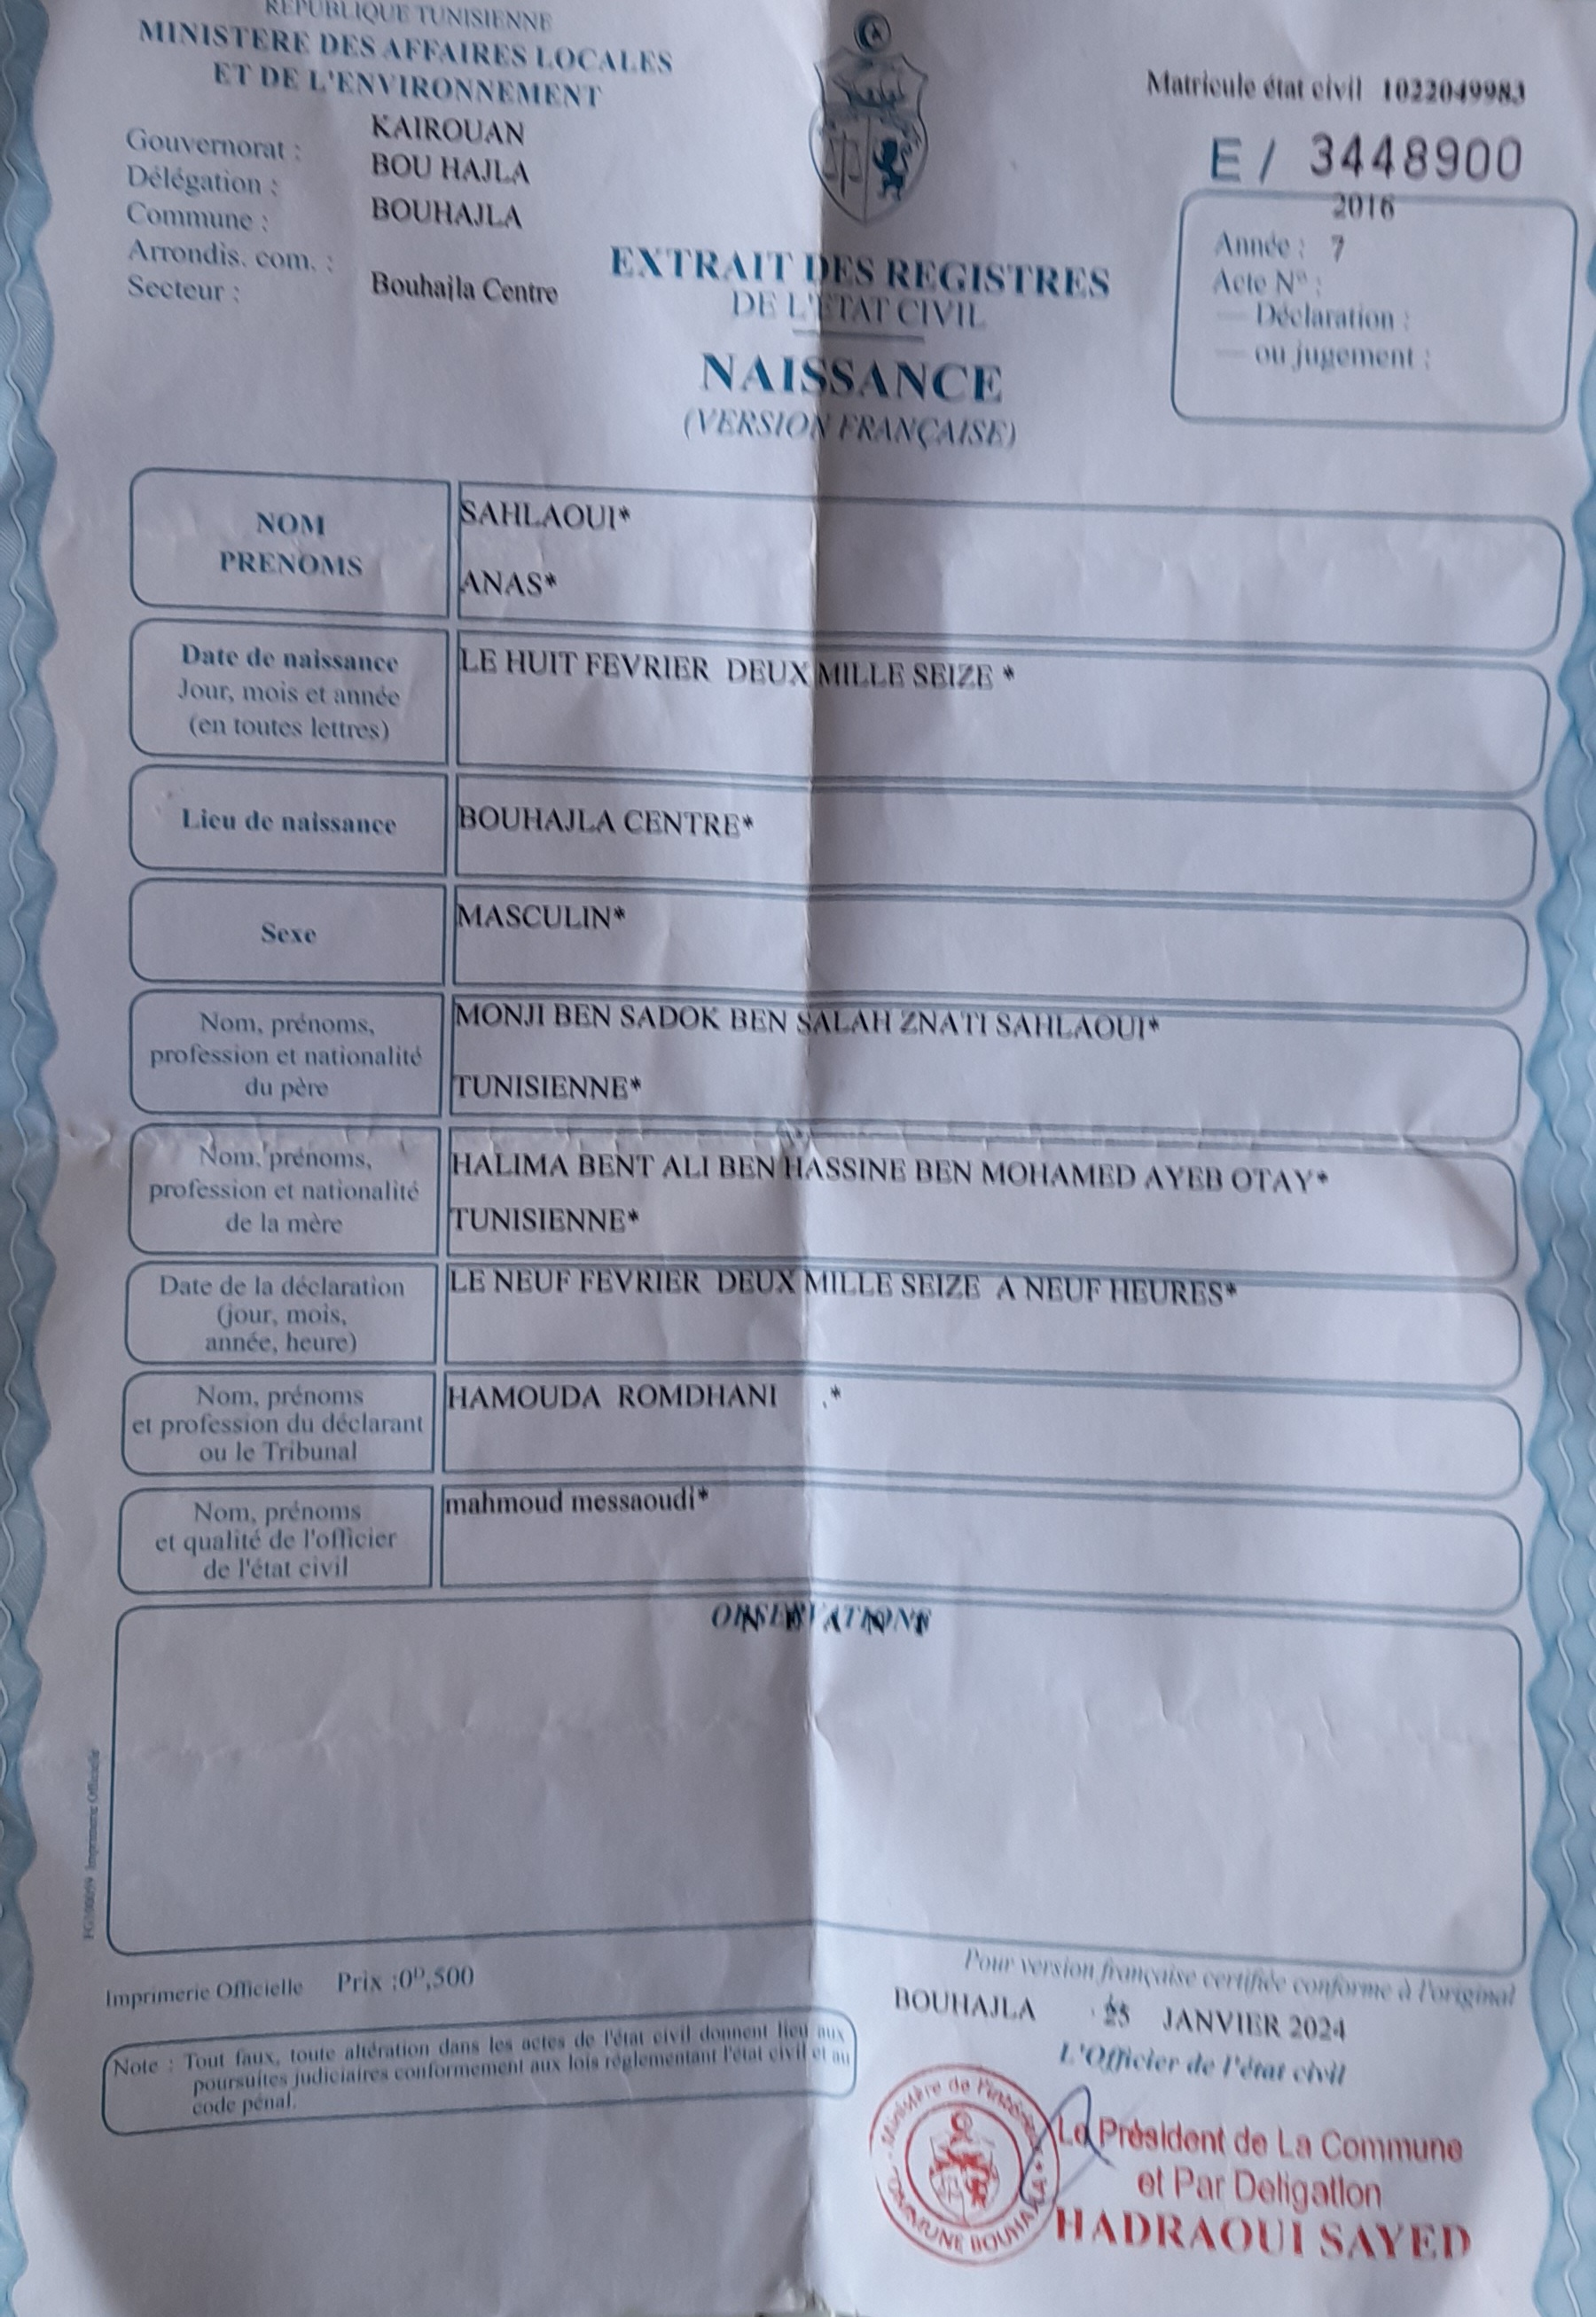 REPUBLIQUE TUNISIENNE
MINISTERE DES AFFAIRES LOCALES
ET DE L'ENVIRONNEMENT
Gouvernorat : KAIROUAN
Délégation : BOU HAJLA
Commune : BOUHAJLA
Arrondis. com. :
Secteur : Bouhajla Centre
Matricule état civil 1022049983
E / 3448900
2016
Année : 7
Acte N° :
— Déclaration :
— ou jugement :
EXTRAIT DES REGISTRES
DE L'ETAT CIVIL
NAISSANCE
(VERSION FRANÇAISE)
NOM
PRENOMS
SAHLAOUI*
ANAS*
Date de naissance
Jour, mois et année
(en toutes lettres)
LE HUIT FEVRIER DEUX MILLE SEIZE *
Lieu de naissance
BOUHAJLA CENTRE*
Sexe
MASCULIN*
Nom, prénoms,
profession et nationalité
du père
MONJI BEN SADOK BEN SALAH ZNATI SAHLAOUI*
TUNISIENNE*
Nom, prénoms,
profession et nationalité
de la mère
HALIMA BENT ALI BEN HASSINE BEN MOHAMED AYEB OTAY*
TUNISIENNE*
Date de la déclaration
(jour, mois,
année, heure)
LE NEUF FEVRIER DEUX MILLE SEIZE A NEUF HEURES*
Nom, prénoms
et profession du déclarant
ou le Tribunal
HAMOUDA ROMDHANI .*
Nom, prénoms
et qualité de l'officier
de l'état civil
mahmoud messaoudi*
OBSERVATIONS
Imprimerie Officielle
Imprimerie Officielle Prix :0ᴰ,500
Note : Tout faux, toute altération dans les actes de l'état civil donnent lieu aux
poursuites judiciaires conformement aux lois réglementant l'état civil et au
code pénal.
Pour version française certifiée conforme à l'original
BOUHAJLA 25 JANVIER 2024
L'Officier de l'état civil
Ministère de l'intérieur
COMMUNE BOUHAJLA
Le Président de La Commune
et Par Deligation
HADRAOUI SAYED